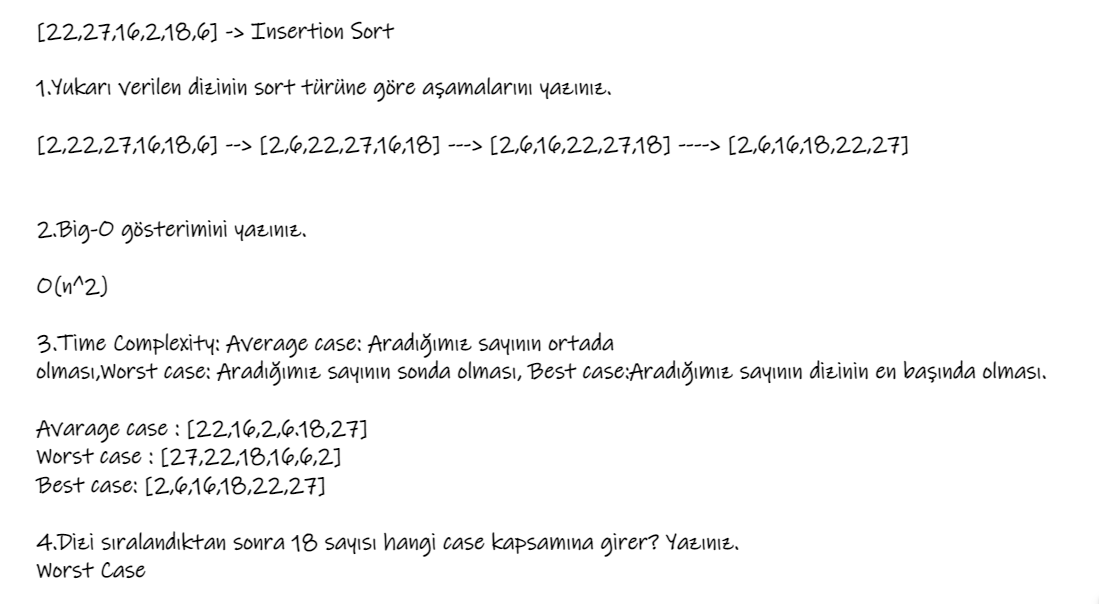 [22,27,16,2,18,6] -> Insertion Sort
1.Yukarı verilen dizinin sort türüne göre aşamalarını yazınız.
[2,22,27,16,18,6] --> [2,6,22,27,16,18] ---> [2,6,16,22,27,18] ----> [2,6,16,18,22,27]
2.Big-O gösterimini yazınız.
O(n^2)
3.Time Complexity: Average case: Aradığımız sayının ortada
olması,Worst case: Aradığımız sayının sonda olması, Best case:Aradığımız sayının dizinin en başında olması.
Avarage case : [22,16,2,6.18,27]
Worst case : [27,22,18,16,6,2]
Best case: [2,6,16,18,22,27]
4.Dizi sıralandıktan sonra 18 sayısı hangi case kapsamına girer? Yazınız.
Worst Case